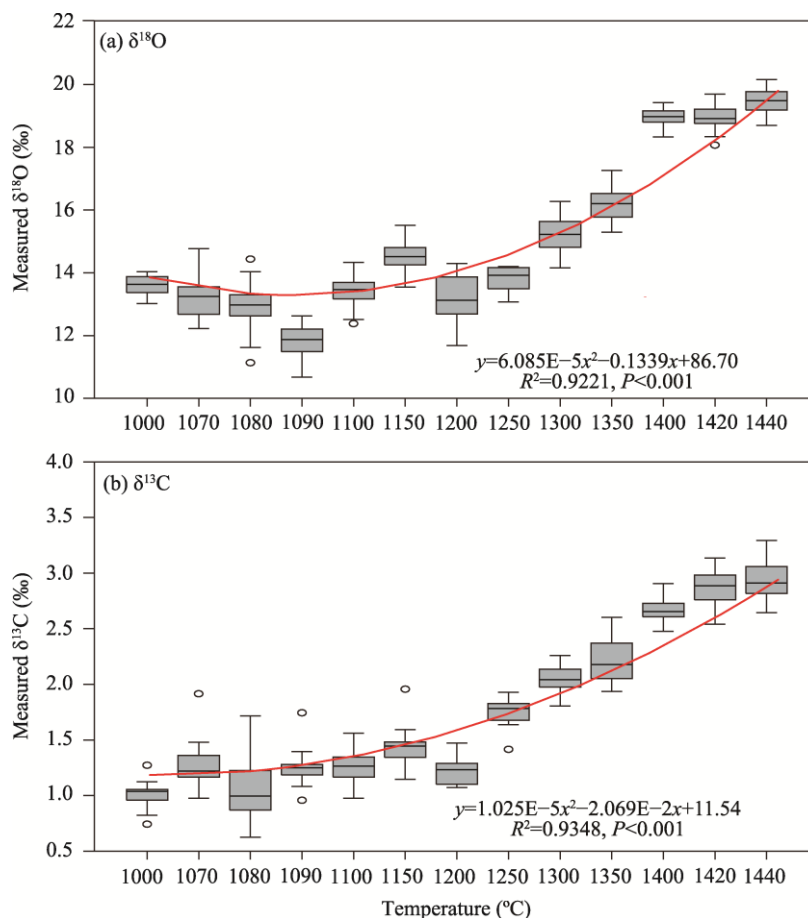 (a) δ¹⁸O
22
20
18
16
14
12
10
Measured δ¹⁸O (‰)
y=6.085E−5x²−0.1339x+86.70
R²=0.9221, P<0.001
1000 1070 1080 1090 1100 1150 1200 1250 1300 1350 1400 1420 1440
(b) δ¹³C
4.0
3.5
3.0
2.5
2.0
1.5
1.0
0.5
Measured δ¹³C (‰)
y=1.025E−5x²−2.069E−2x+11.54
R²=0.9348, P<0.001
1000 1070 1080 1090 1100 1150 1200 1250 1300 1350 1400 1420 1440
Temperature (ºC)